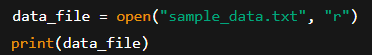 data_file = open("sample_data.txt", "r")
print(data_file)